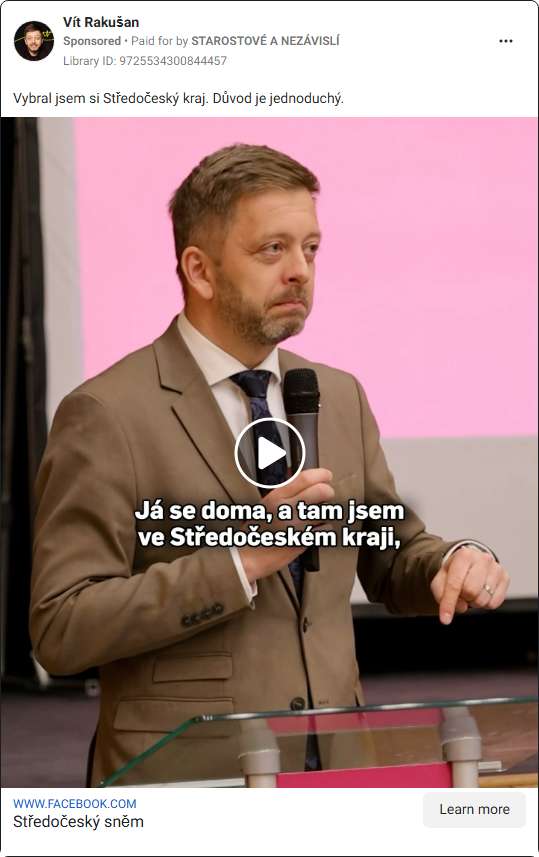 Vít Rakušan
Sponsored • Paid for by STAROSTOVÉ A NEZÁVISLÍ
Library ID: 9725534300844457
Vybral jsem si Středočeský kraj. Důvod je jednoduchý.
Já se doma, a tam jsem
ve Středočeském kraji,
WWW.FACEBOOK.COM
Středočeský sněm
Learn more